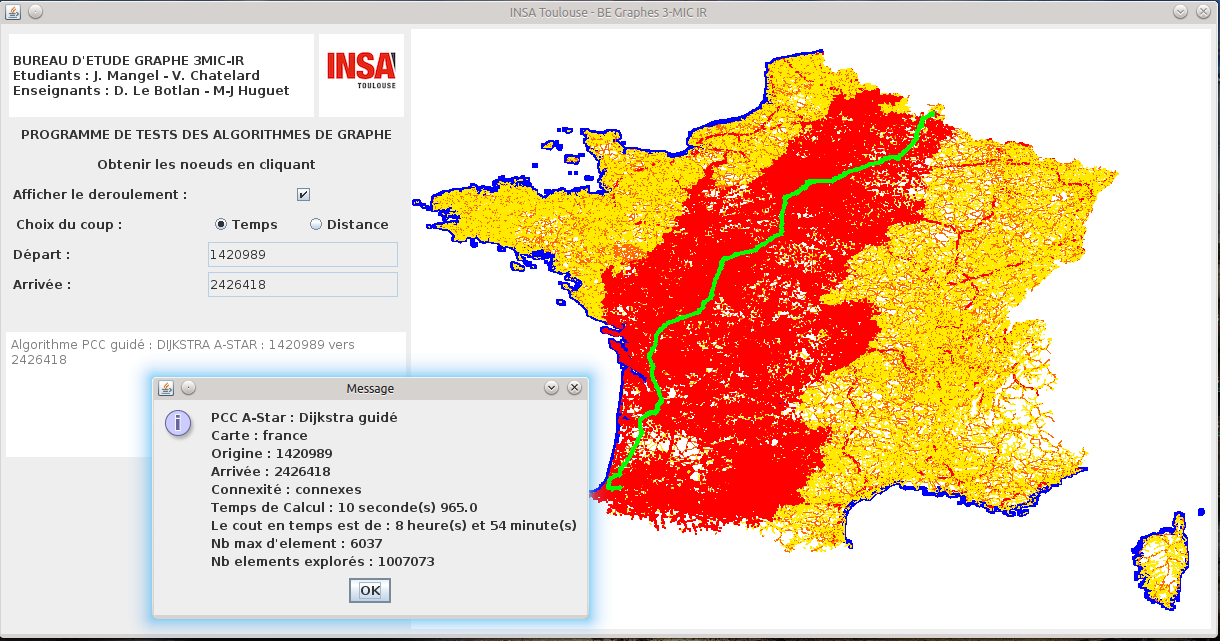 INSA Toulouse - BE Graphes 3-MIC IR
BUREAU D'ETUDE GRAPHE 3MIC-IR
Etudiants : J. Mangel - V. Chatelard
Enseignants : D. Le Botlan - M-J Huguet
INSA
TOULOUSE
PROGRAMME DE TESTS DES ALGORITHMES DE GRAPHE
Obtenir les noeuds en cliquant
Afficher le deroulement :
Choix du coup : Temps Distance
Départ : 1420989
Arrivée : 2426418
Algorithme PCC guidé : DIJKSTRA A-STAR : 1420989 vers
2426418
Message
PCC A-Star : Dijkstra guidé
Carte : france
Origine : 1420989
Arrivée : 2426418
Connexité : connexes
Temps de Calcul : 10 seconde(s) 965.0
Le cout en temps est de : 8 heure(s) et 54 minute(s)
Nb max d'element : 6037
Nb elements explorés : 1007073
OK